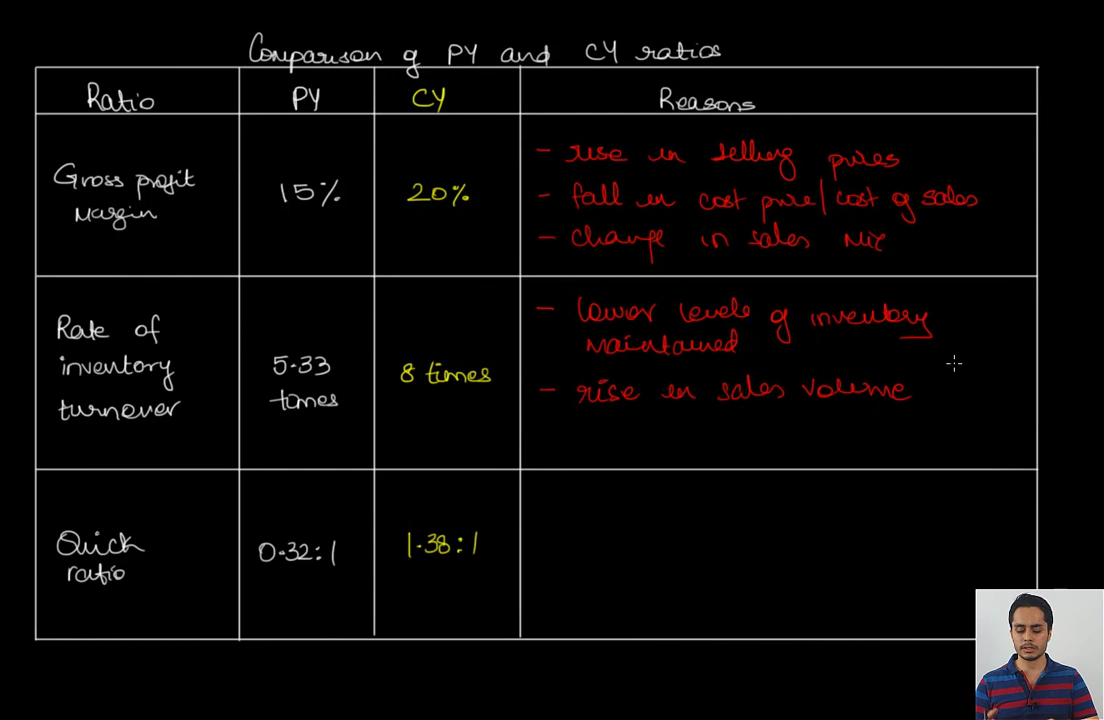 Comparison of PY and CY ratios
Ratio PY CY Reasons
Gross profit
Margin
15% 20%
- rise in selling prices
- fall in cost price/cost of sales
- change in sales Mix
Rate of
inventory
turnover
5.33
times
8 times
- lower levels of inventory
maintained
- rise in sales volume
Quick
ratio
0.32:1 1.38:1